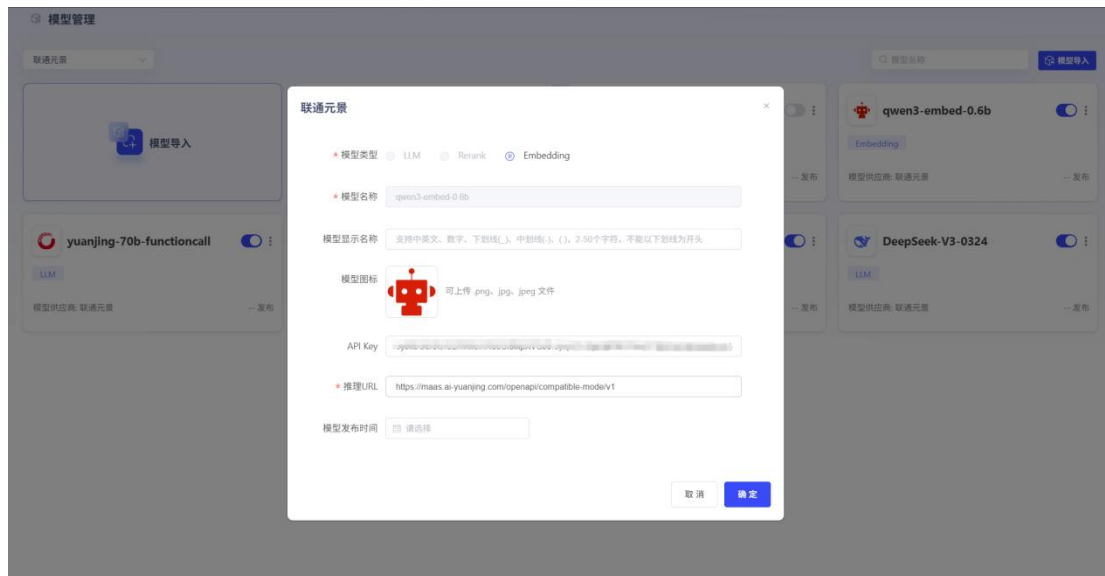 模型管理
联通元景
模型名称
模型导入
联通元景
×
模型导入
qwen3-embed-0.6b
* 模型类型 LLM Rerank Embedding
Embedding
-- 发布
模型供应商: 联通元景 -- 发布
* 模型名称 qwen3-embed-0.6b
模型显示名称 支持中英文、数字、下划线(_)、中划线(-)、( )、2-50个字符，不能以下划线为开头
yuanjing-70b-functioncall
DeepSeek-V3-0324
LLM
LLM
模型图标 可上传 .png、jpg、jpeg 文件
模型供应商: 联通元景 -- 发布
-- 发布
模型供应商: 联通元景 -- 发布
API Key
* 推理URL https://maas.ai-yuanjing.com/openapi/compatible-mode/v1
模型发布时间 请选择
取消 确定